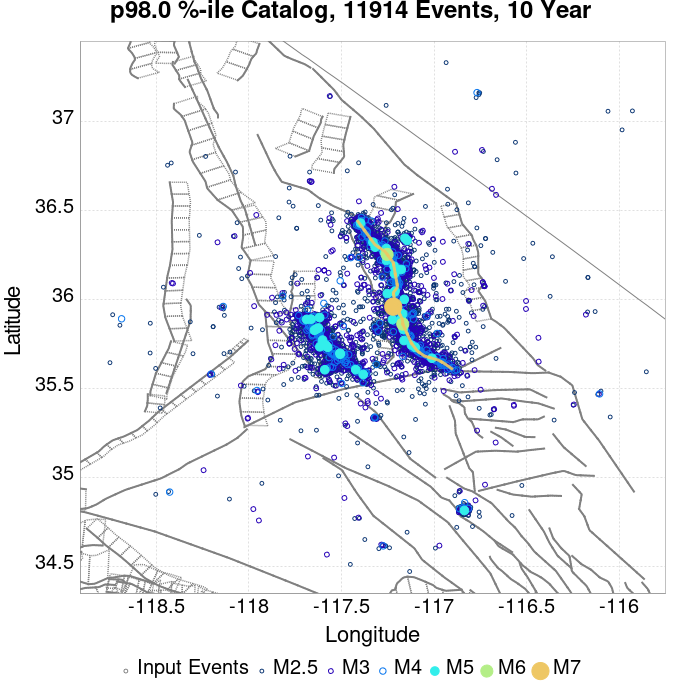 p98.0 %-ile Catalog, 11914 Events, 10 Year
Latitude
37
36.5
36
35.5
35
34.5
-118.5 -118 -117.5 -117 -116.5 -116
Longitude
Input Events M2.5 M3 M4 M5 M6 M7